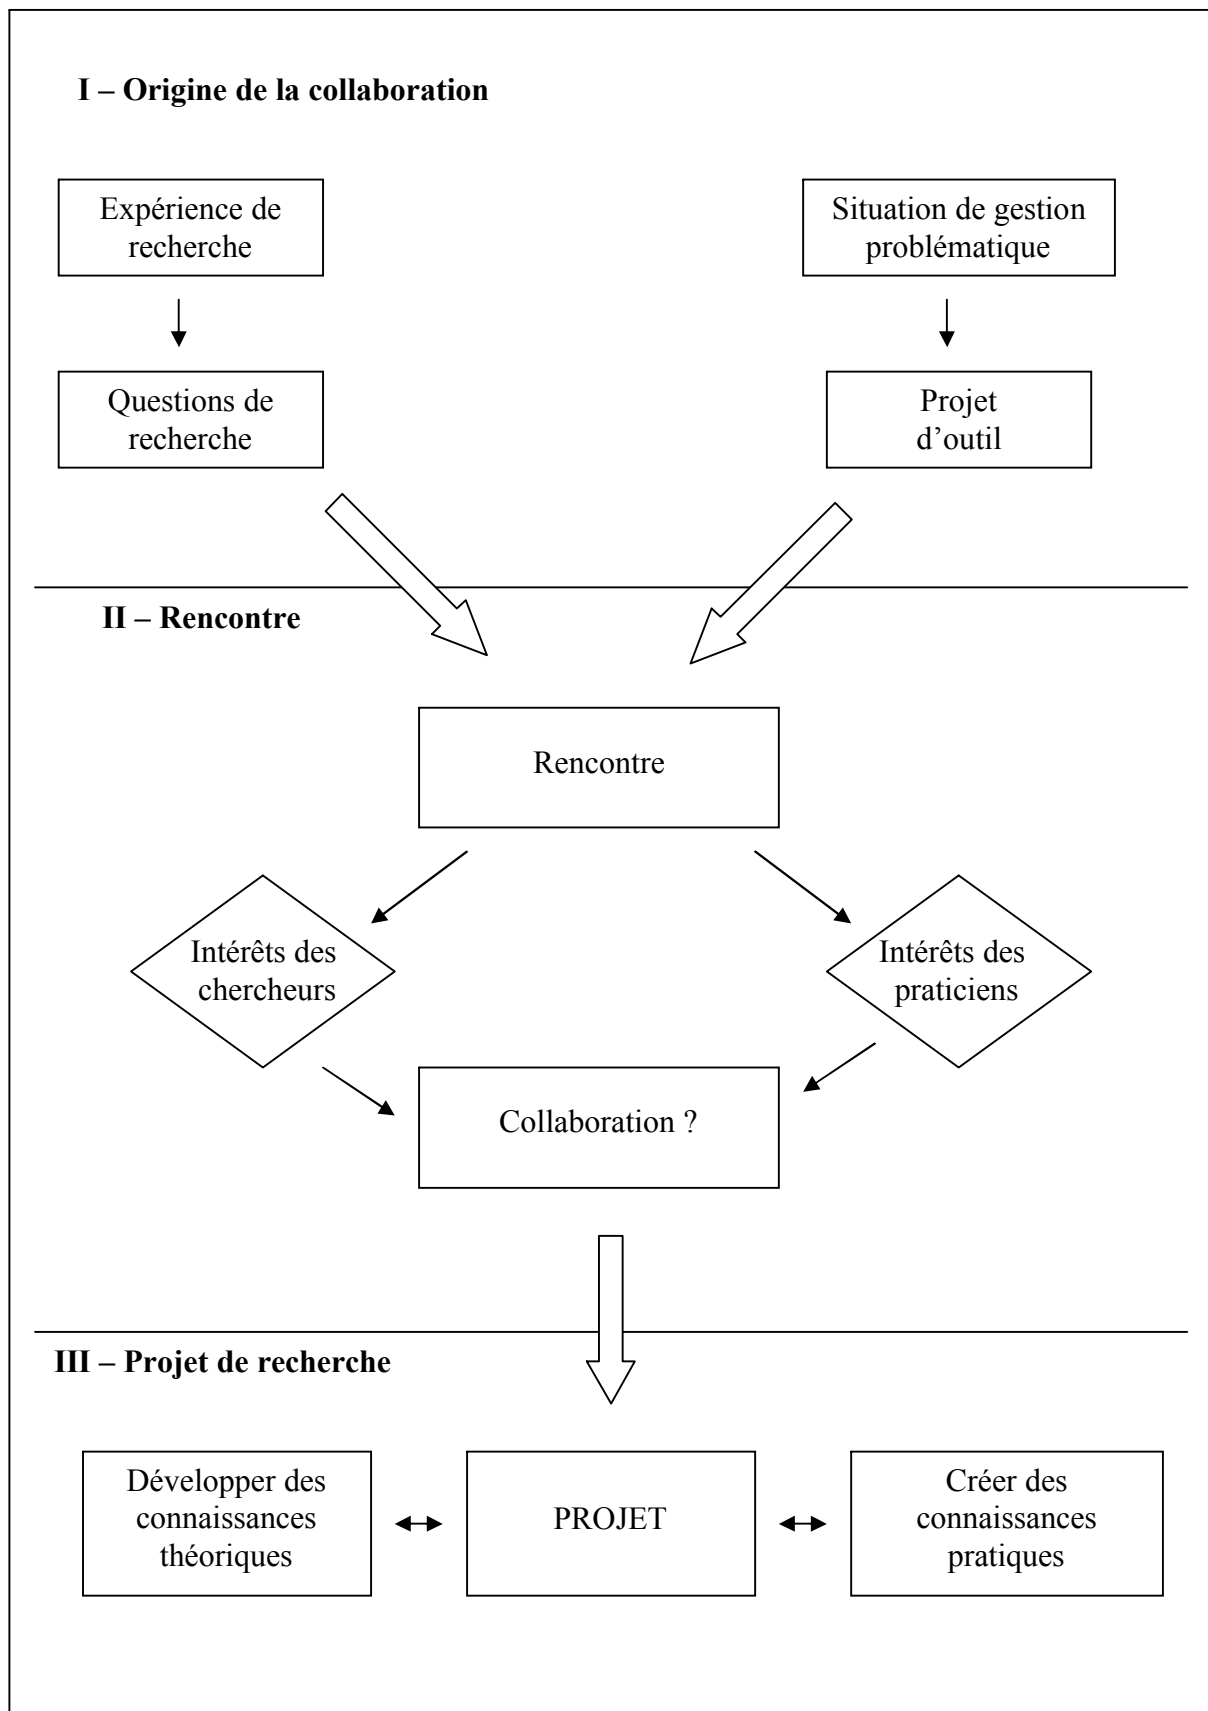 I – Origine de la collaboration
Expérience de
recherche
Situation de gestion
problématique
Questions de
recherche
Projet
d’outil
II – Rencontre
Rencontre
Intérêts des
chercheurs
Intérêts des
praticiens
Collaboration ?
III – Projet de recherche
Développer des
connaissances
théoriques
PROJET
Créer des
connaissances
pratiques